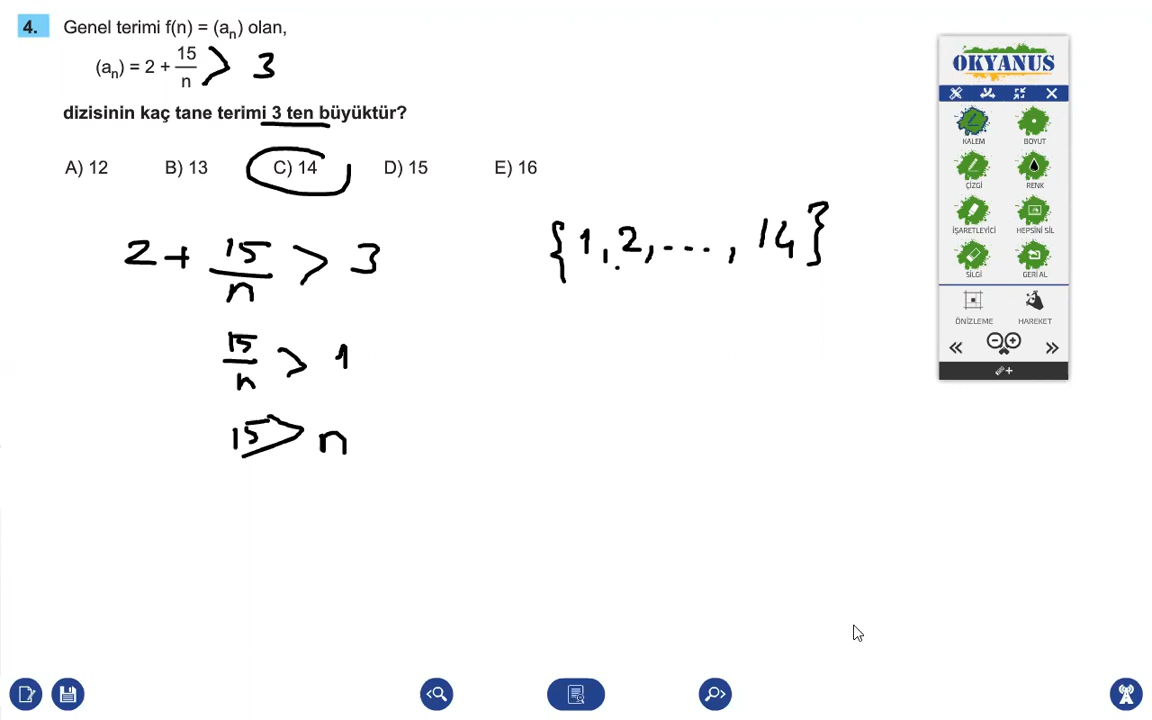 4. Genel terimi f(n) = (aₙ) olan,
(aₙ) = 2 + 15/n > 3
dizisinin kaç tane terimi 3 ten büyüktür?
A) 12 B) 13 C) 14 D) 15 E) 16
2 + 15/n > 3
15/n > 1
15 > n
{1, 2, ..., 14}
OKYANUS
KALEM BOYUT
ÇİZGİ RENK
İŞARETLEYİCİ HEPSİNİ SİL
SİLGİ GERİ AL
ÖNİZLEME HAREKET